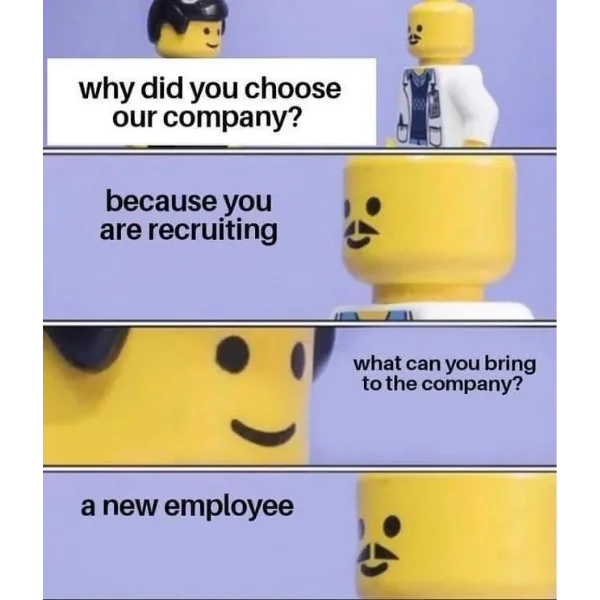 why did you choose
our company?
because you
are recruiting
what can you bring
to the company?
a new employee